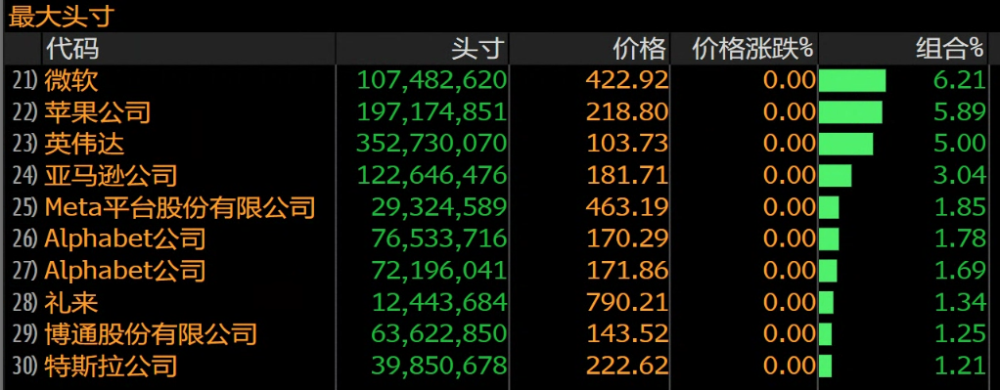 最大头寸
代码 头寸 价格 价格涨跌% 组合%
21) 微软 107,482,620 422.92 0.00 6.21
22) 苹果公司 197,174,851 218.80 0.00 5.89
23) 英伟达 352,730,070 103.73 0.00 5.00
24) 亚马逊公司 122,646,476 181.71 0.00 3.04
25) Meta平台股份有限公司 29,324,589 463.19 0.00 1.85
26) Alphabet公司 76,533,716 170.29 0.00 1.78
27) Alphabet公司 72,196,041 171.86 0.00 1.69
28) 礼来 12,443,684 790.21 0.00 1.34
29) 博通股份有限公司 63,622,850 143.52 0.00 1.25
30) 特斯拉公司 39,850,678 222.62 0.00 1.21